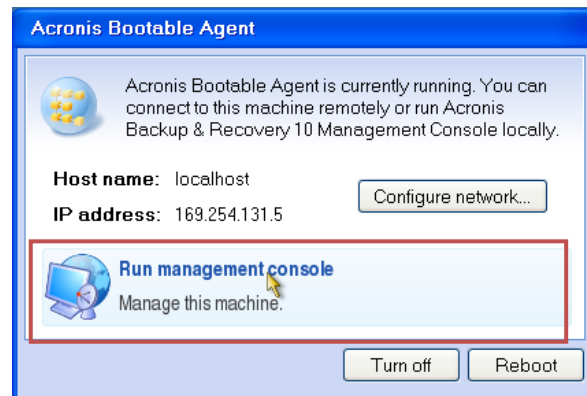 Acronis Bootable Agent
Acronis Bootable Agent is currently running. You can
connect to this machine remotely or run Acronis
Backup & Recovery 10 Management Console locally.
Host name: localhost
Configure network...
IP address: 169.254.131.5
Run management console
Manage this machine.
Turn off
Reboot